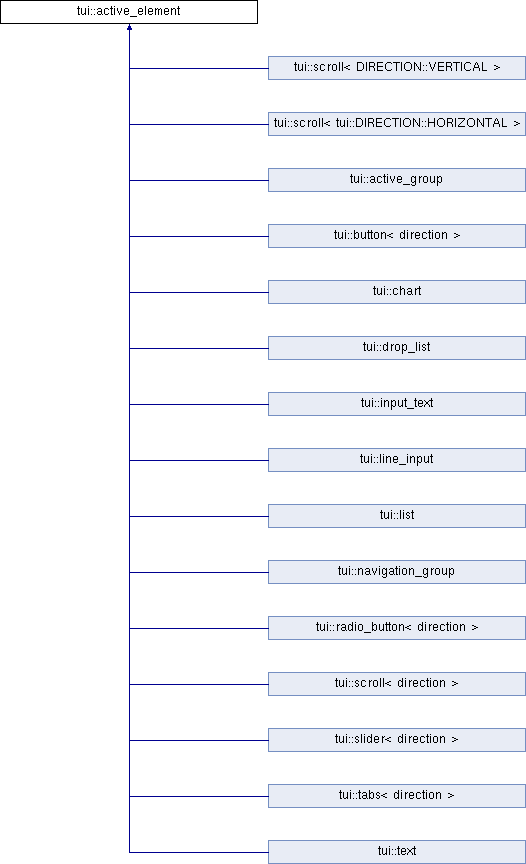 tui::active_element
tui::scroll< DIRECTION::VERTICAL >
tui::scroll< tui::DIRECTION::HORIZONTAL >
tui::active_group
tui::button< direction >
tui::chart
tui::drop_list
tui::input_text
tui::line_input
tui::list
tui::navigation_group
tui::radio_button< direction >
tui::scroll< direction >
tui::slider< direction >
tui::tabs< direction >
tui::text